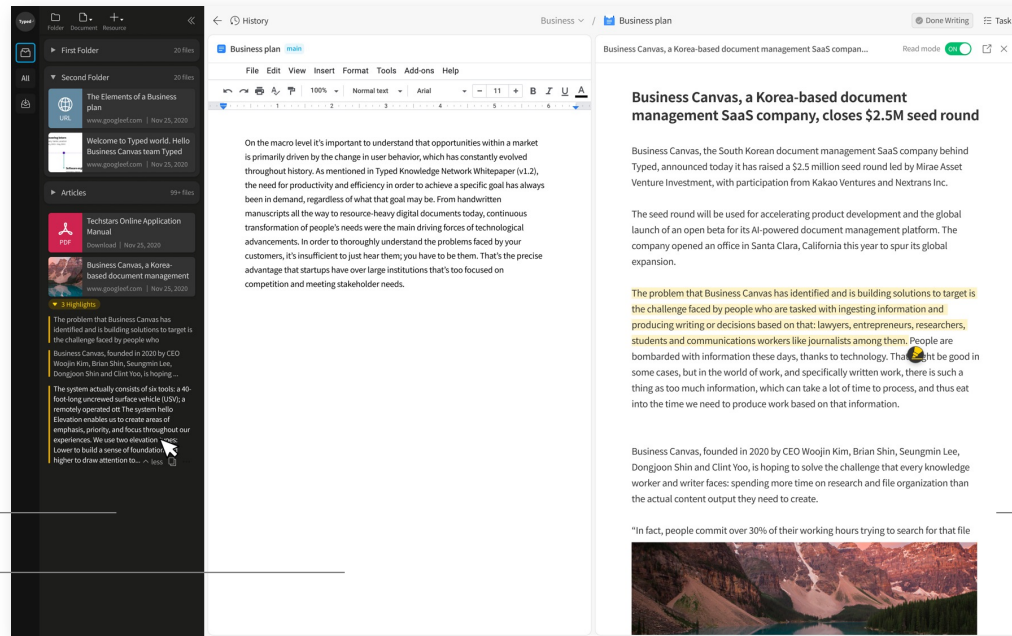 Typed
Folder
Document
Resource
All
First Folder
20 files
Second Folder
20 files
URL
The Elements of a Business
plan
www.googleef.com | Nov 25, 2020
Welcome to Typed world. Hello
Business Canvas team Typed
www.googleef.com | Nov 25, 2020
Articles
99+ files
PDF
Techstars Online Application
Manual
Download | Nov 25, 2020
Business Canvas, a Korea-
based document management
www.googleef.com | Nov 25, 2020
3 Highlights
The problem that Business Canvas has
identified and is building solutions to target is
the challenge faced by people who
Business Canvas, founded in 2020 by CEO
Woojin Kim, Brian Shin, Seungmin Lee,
Dongjoon Shin and Clint Yoo, is hoping ...
The system actually consists of six tools: a 40-
foot-long uncrewed surface vehicle (USV); a
remotely operated ott The system hello
Elevation enables us to create areas of
emphasis, priority, and focus throughout our
experiences. We use two elevation
Lower to build a sense of foundation,
higher to draw attention to... less
History
Business / Business plan
Done Writing
Task
Business plan main
File Edit View Insert Format Tools Add-ons Help
100% Normal text Arial - 11 + B I U A
1 2 3 4 5 6
On the macro level it's important to understand that opportunities within a market
is primarily driven by the change in user behavior, which has constantly evolved
throughout history. As mentioned in Typed Knowledge Network Whitepaper (v1.2),
the need for productivity and efficiency in order to achieve a specific goal has always
been in demand, regardless of what that goal may be. From handwritten
manuscripts all the way to resource-heavy digital documents today, continuous
transformation of people's needs were the main driving forces of technological
advancements. In order to thoroughly understand the problems faced by your
customers, it's insufficient to just hear them; you have to be them. That's the precise
advantage that startups have over large institutions that's too focused on
competition and meeting stakeholder needs.
Business Canvas, a Korea-based document management SaaS compan...
Read mode ON
Business Canvas, a Korea-based document
management SaaS company, closes $2.5M seed round
Business Canvas, the South Korean document management SaaS company behind
Typed, announced today it has raised a $2.5 million seed round led by Mirae Asset
Venture Investment, with participation from Kakao Ventures and Nextrans Inc.
The seed round will be used for accelerating product development and the global
launch of an open beta for its AI-powered document management platform. The
company opened an office in Santa Clara, California this year to spur its global
expansion.
The problem that Business Canvas has identified and is building solutions to target is
the challenge faced by people who are tasked with ingesting information and
producing writing or decisions based on that: lawyers, entrepreneurs, researchers,
students and communications workers like journalists among them. People are
bombarded with information these days, thanks to technology. be good in
some cases, but in the world of work, and specifically written work, there is such a
thing as too much information, which can take a lot of time to process, and thus eat
into the time we need to produce work based on that information.
Business Canvas, founded in 2020 by CEO Woojin Kim, Brian Shin, Seungmin Lee,
Dongjoon Shin and Clint Yoo, is hoping to solve the challenge that every knowledge
worker and writer faces: spending more time on research and file organization than
the actual content output they need to create.
“In fact, people commit over 30% of their working hours trying to search for that file